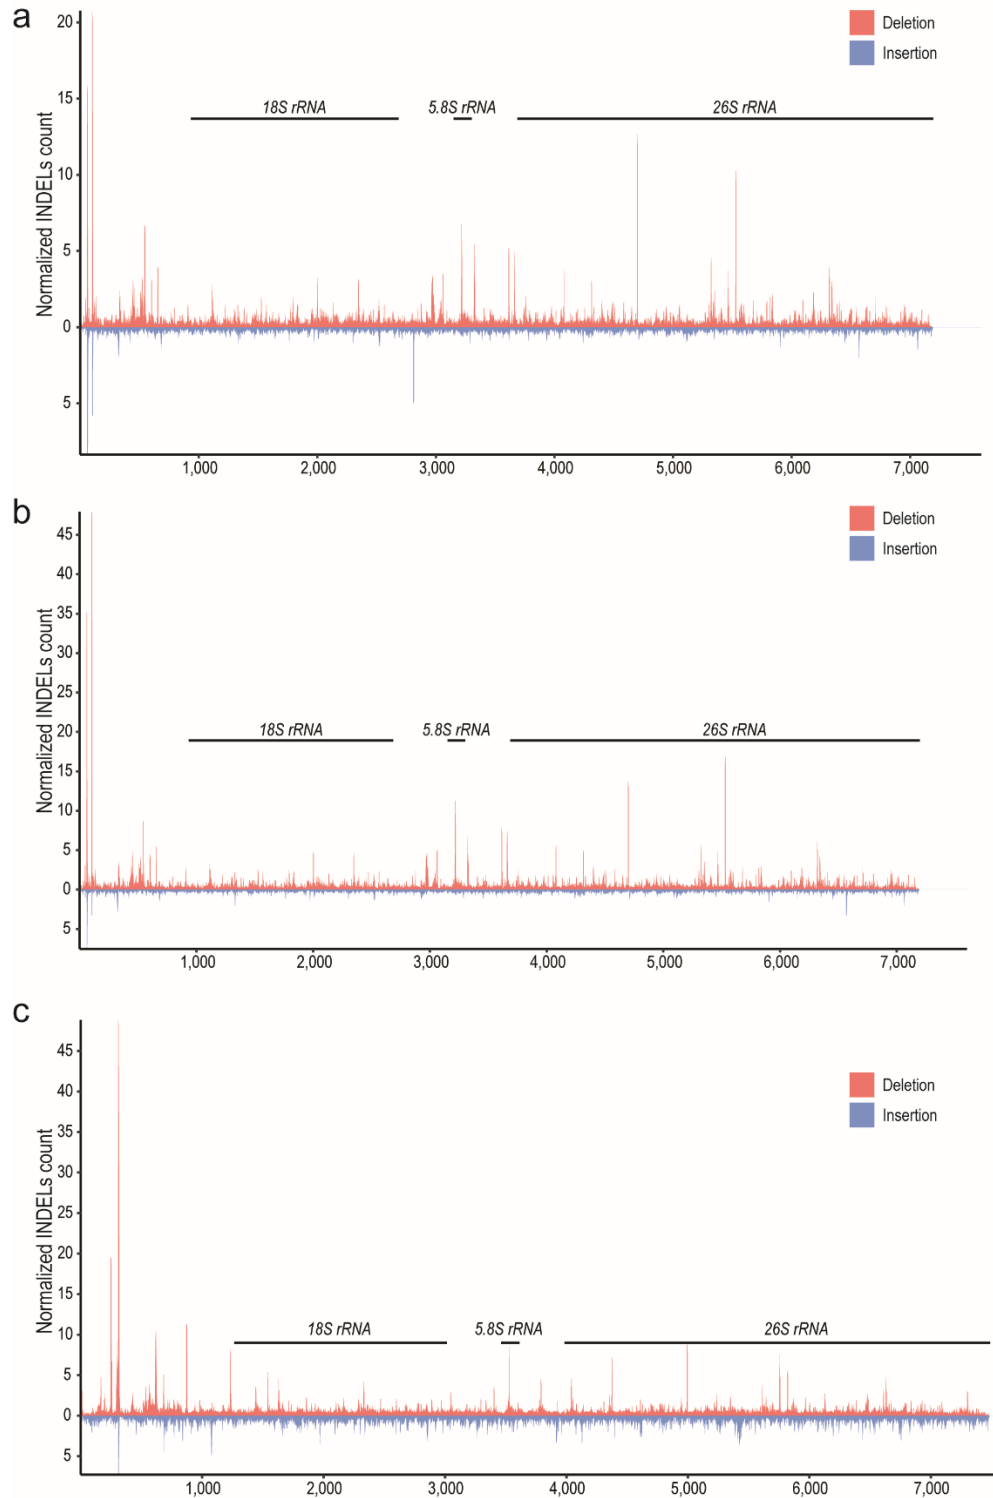 a
Deletion
Insertion
Normalized INDELs count
20
15
10
5
0
5
18S rRNA
5.8S rRNA
26S rRNA
1,000
2,000
3,000
4,000
5,000
6,000
7,000
b
Deletion
Insertion
Normalized INDELs count
45
40
35
30
25
20
15
10
5
0
5
18S rRNA
5.8S rRNA
26S rRNA
1,000
2,000
3,000
4,000
5,000
6,000
7,000
c
Deletion
Insertion
Normalized INDELs count
45
40
35
30
25
20
15
10
5
0
5
18S rRNA
5.8S rRNA
26S rRNA
1,000
2,000
3,000
4,000
5,000
6,000
7,000